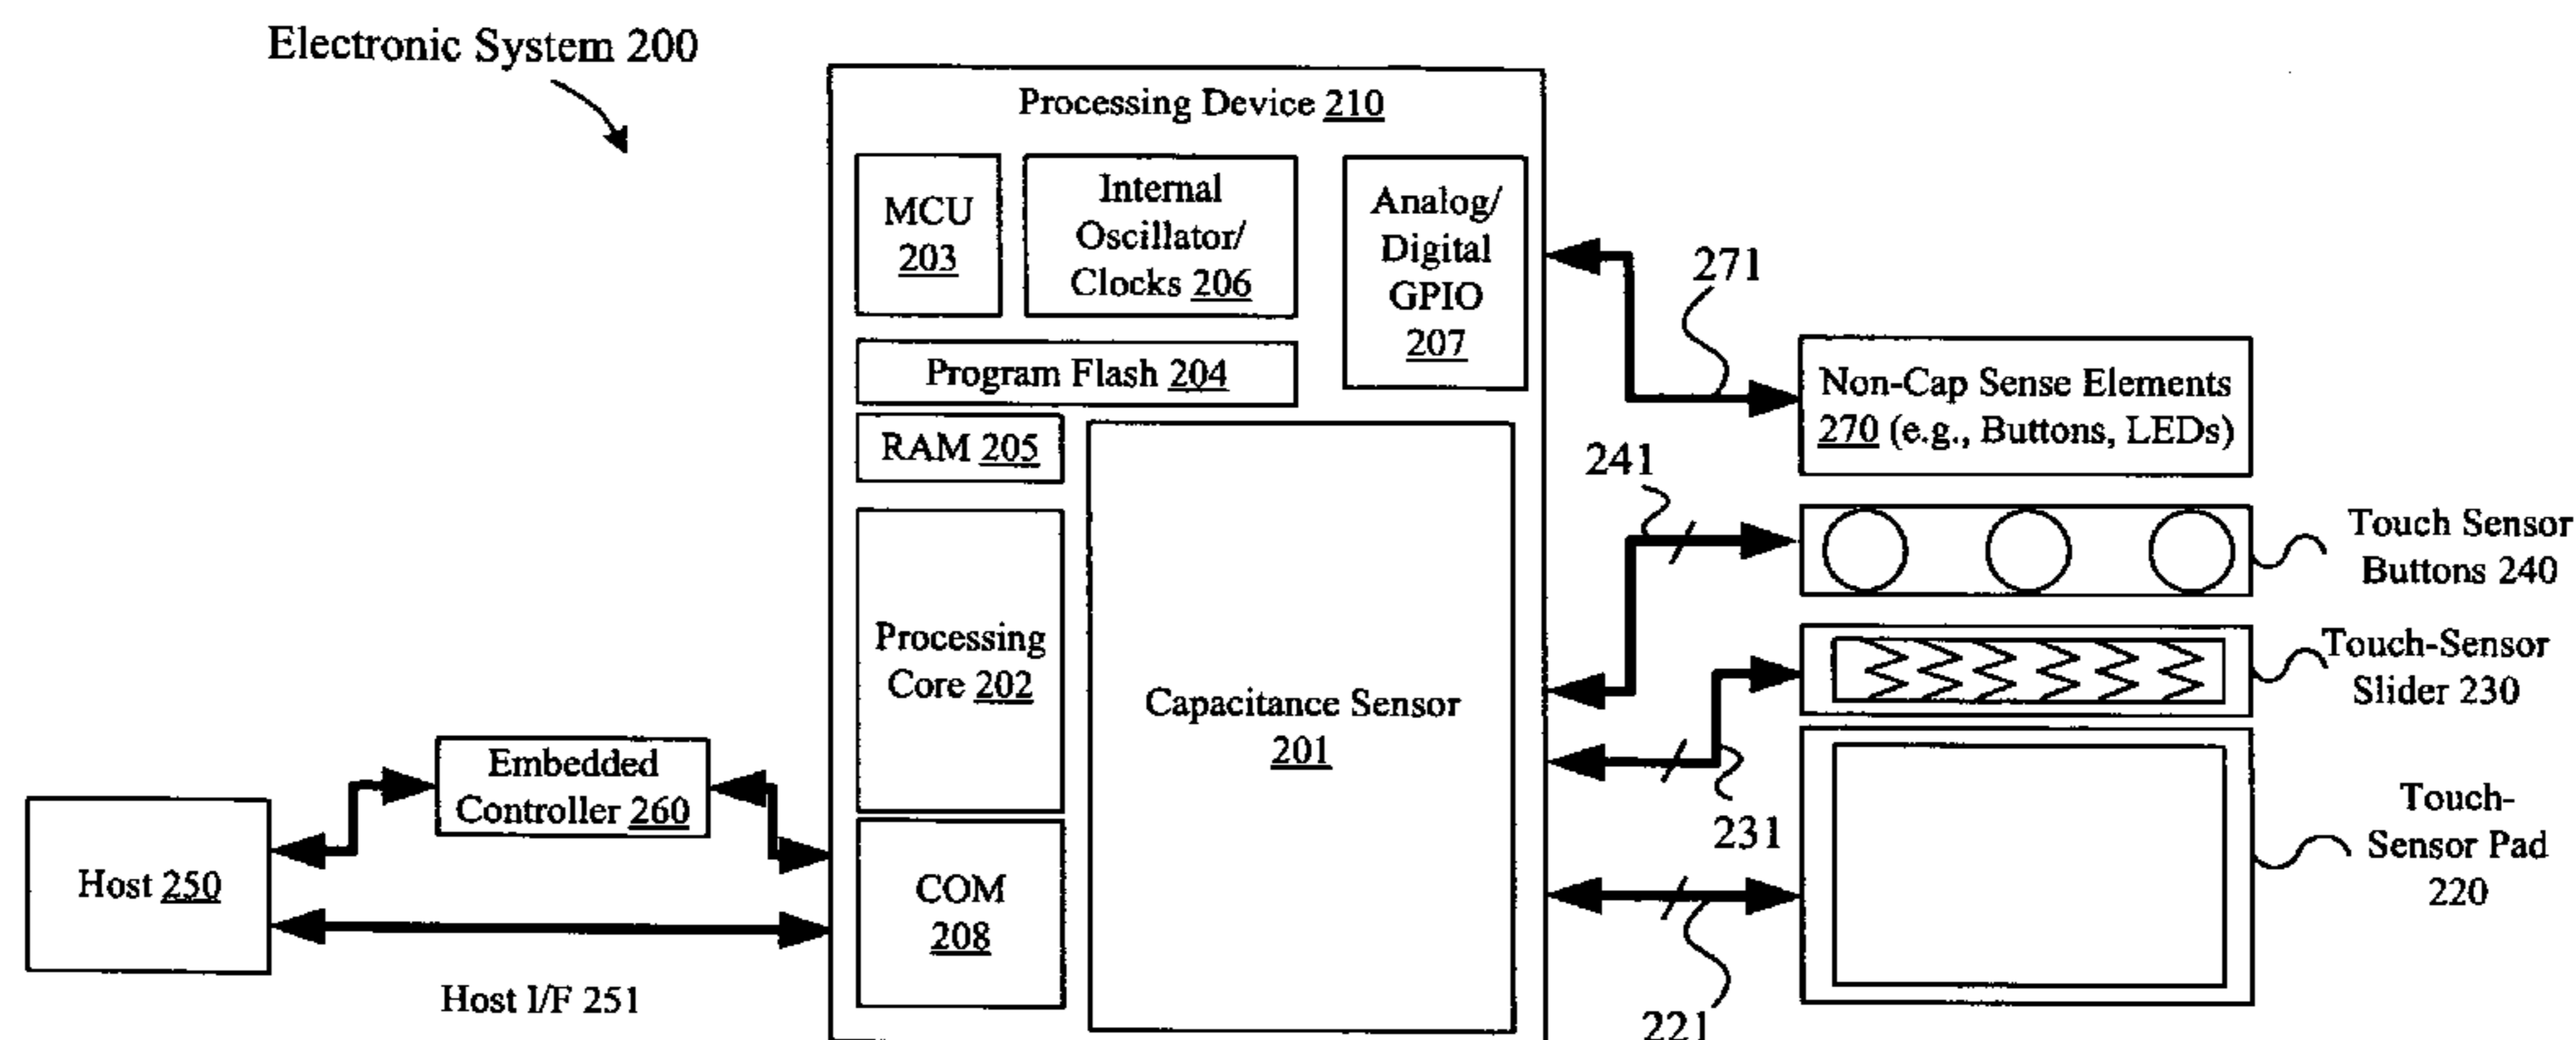 Electronic System 200
Processing Device 210
MCU
203
Internal
Oscillator/
Clocks 206
Analog/
Digital
GPIO
207
Program Flash 204
RAM 205
Processing
Core 202
COM
208
Capacitance Sensor
201
Embedded
Controller 260
Host 250
Host I/F 251
271
Non-Cap Sense Elements
270 (e.g., Buttons, LEDs)
241
Touch Sensor
Buttons 240
Touch-Sensor
Slider 230
231
Touch-
Sensor Pad
220
221